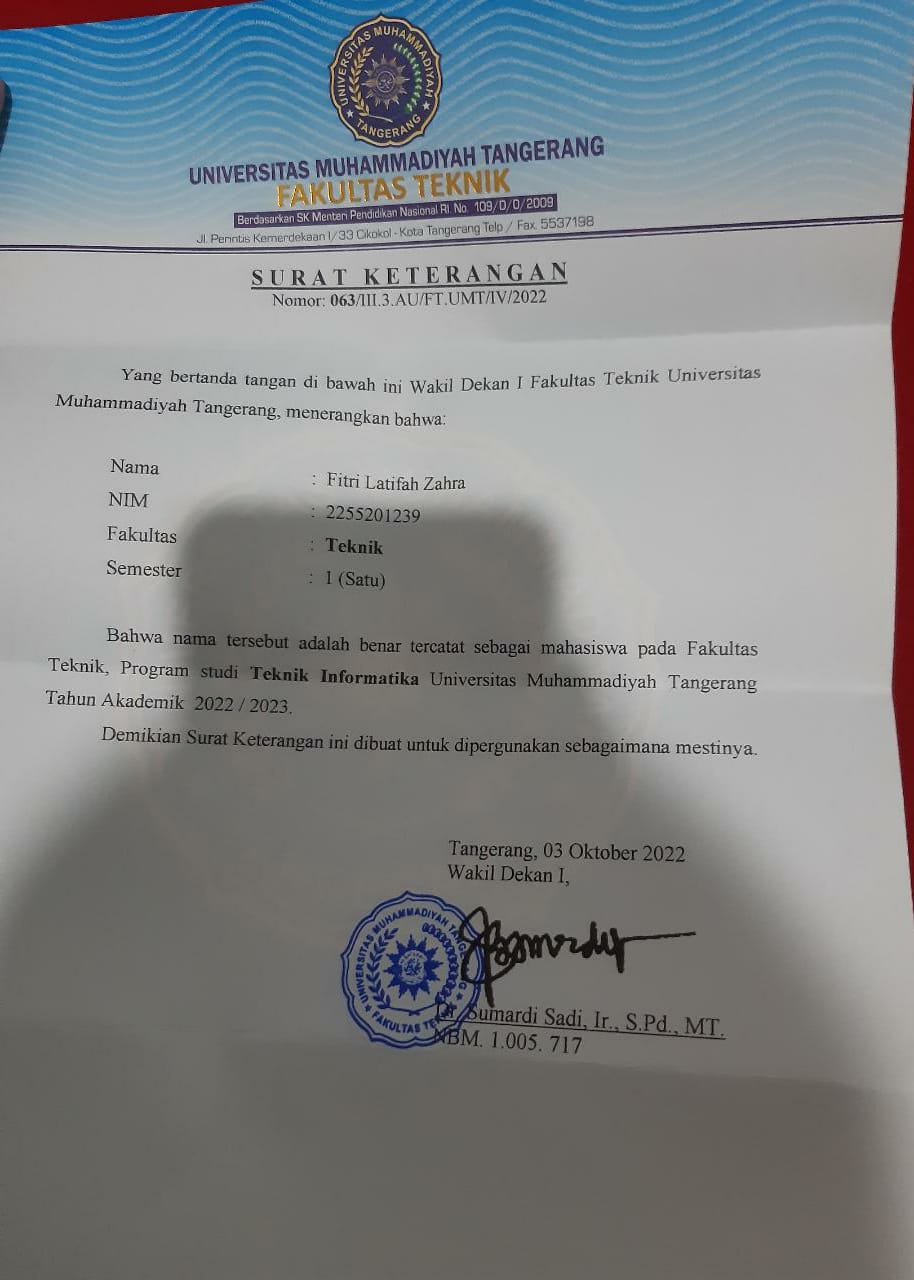 UNIVERSITAS MUHAMMADIYAH
TANGERANG
UNIVERSITAS MUHAMMADIYAH TANGERANG
FAKULTAS TEKNIK
Berdasarkan SK Menteri Pendidikan Nasional RI. No. 109/D/O/2009
Jl. Perintis Kemerdekaan I/33 Cikokol - Kota Tangerang Telp / Fax. 5537198
SURAT KETERANGAN
Nomor: 063/III.3.AU/FT.UMT/IV/2022
Yang bertanda tangan di bawah ini Wakil Dekan I Fakultas Teknik Universitas
Muhammadiyah Tangerang, menerangkan bahwa:
Nama : Fitri Latifah Zahra
NIM : 2255201239
Fakultas : Teknik
Semester : 1 (Satu)
Bahwa nama tersebut adalah benar tercatat sebagai mahasiswa pada Fakultas
Teknik, Program studi Teknik Informatika Universitas Muhammadiyah Tangerang
Tahun Akademik 2022 / 2023.
Demikian Surat Keterangan ini dibuat untuk dipergunakan sebagaimana mestinya.
Tangerang, 03 Oktober 2022
Wakil Dekan I,
UNIVERSITAS MUHAMMADIYAH TANGERANG
FAKULTAS TEKNIK
Dr. Sumardi Sadi, Ir., S.Pd., MT.
NBM. 1.005. 717